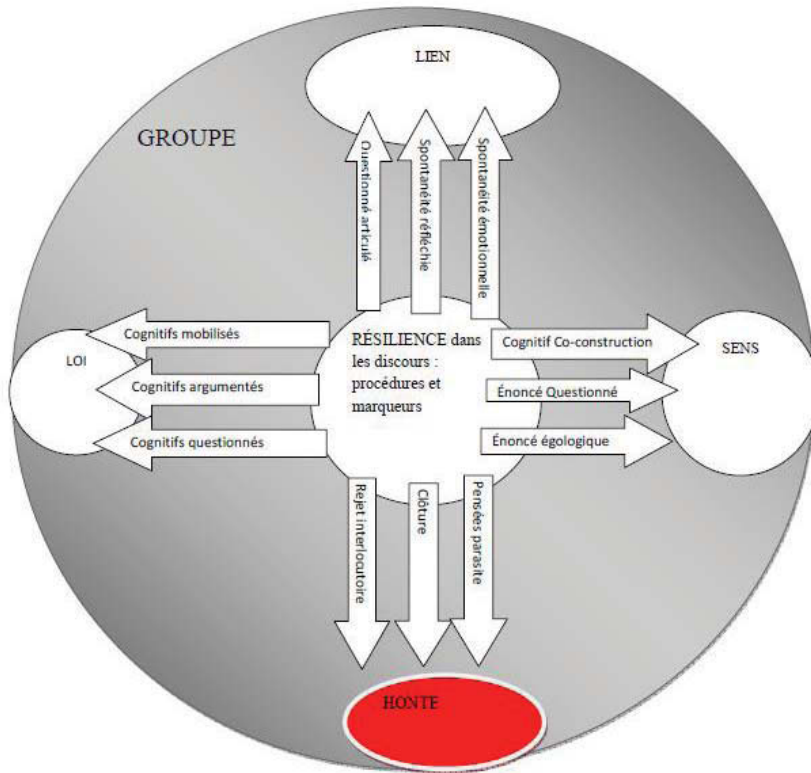 LIEN
GROUPE
Questionné articulé
Spontanéité réfléchie
Spontanéité émotionnelle
Cognitifs mobilisés
LOI
Cognitifs argumentés
Cognitifs questionnés
RÉSILIENCE dans
les discours :
procédures et
marqueurs
Cognitif Co-construction
SENS
Énoncé Questionné
Énoncé égologique
Rejet interlocutoire
Clôture
Pensées parasite
HONTE